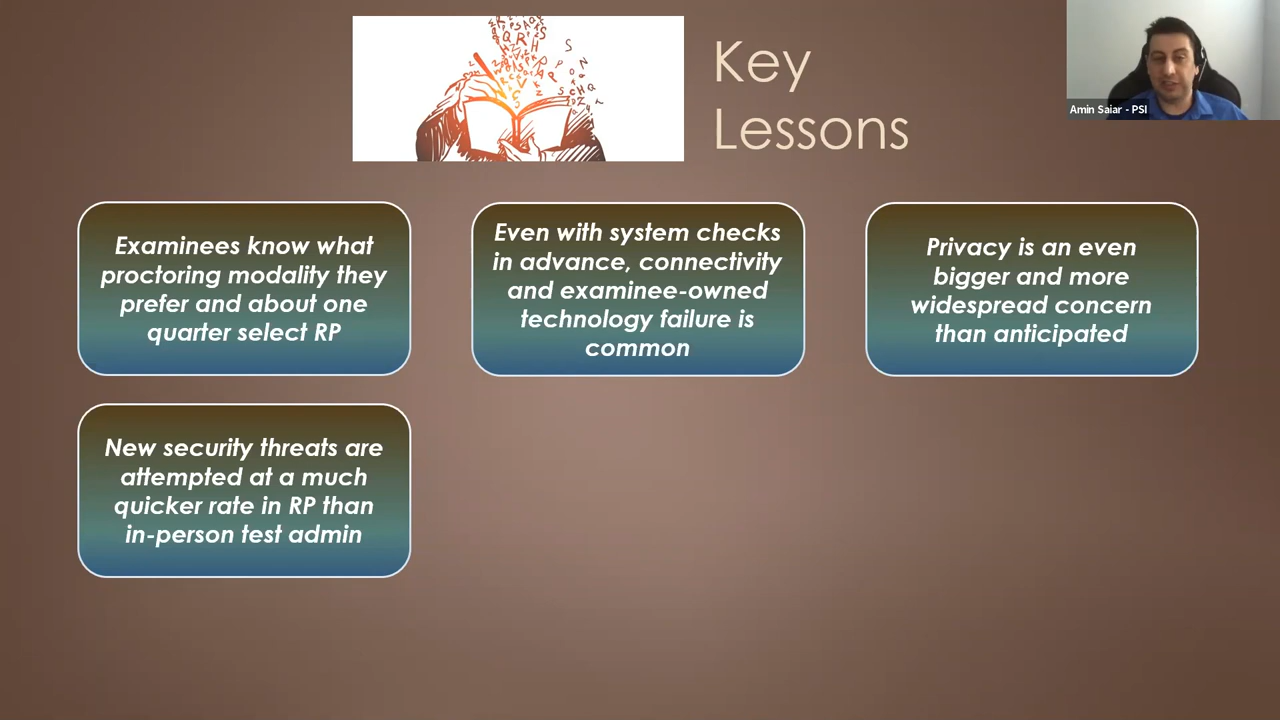 Key
Lessons
Amin Saiar - PSI
Examinees know what
proctoring modality they
prefer and about one
quarter select RP
Even with system checks
in advance, connectivity
and examinee-owned
technology failure is
common
Privacy is an even
bigger and more
widespread concern
than anticipated
New security threats are
attempted at a much
quicker rate in RP than
in-person test admin